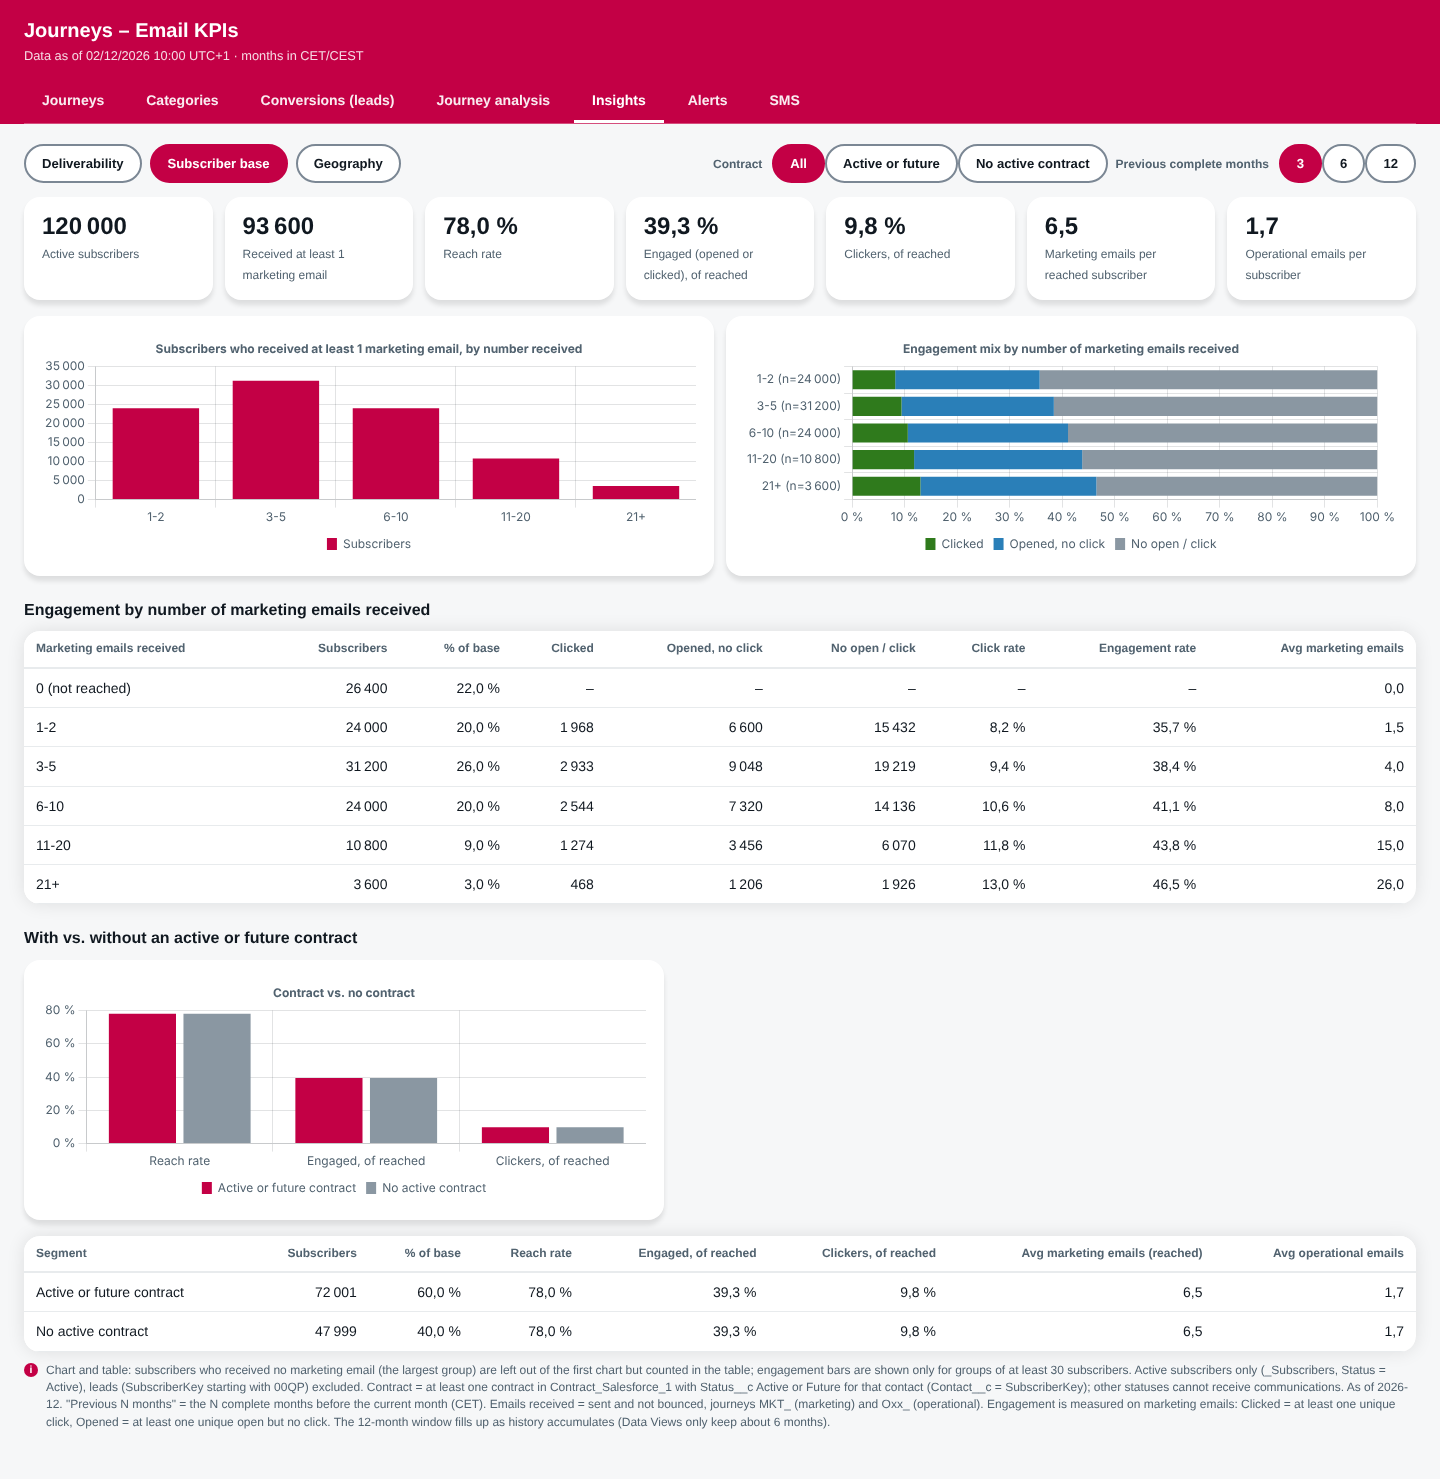 Journeys – Email KPIs
Data as of 02/12/2026 10:00 UTC+1 · months in CET/CEST
Journeys Categories Conversions (leads) Journey analysis Insights Alerts SMS
Deliverability Subscriber base Geography Contract All Active or future No active contract Previous complete months 3 6 12
120 000 93 600 78,0 % 39,3 % 9,8 % 6,5 1,7
Active subscribers Received at least 1 Reach rate Engaged (opened or Clickers, of reached Marketing emails per Operational emails per
marketing email clicked), of reached reached subscriber subscriber
Subscribers who received at least 1 marketing email, by number received
35 000
30 000
25 000
20 000
15 000
10 000
5 000
0
1-2 3-5 6-10 11-20 21+
Subscribers
Engagement mix by number of marketing emails received
1-2 (n=24 000)
3-5 (n=31 200)
6-10 (n=24 000)
11-20 (n=10 800)
21+ (n=3 600)
0 % 10 % 20 % 30 % 40 % 50 % 60 % 70 % 80 % 90 % 100 %
Clicked Opened, no click No open / click
Engagement by number of marketing emails received
Marketing emails received Subscribers % of base Clicked Opened, no click No open / click Click rate Engagement rate Avg marketing emails
0 (not reached) 26 400 22,0 % – – – – – 0,0
1-2 24 000 20,0 % 1 968 6 600 15 432 8,2 % 35,7 % 1,5
3-5 31 200 26,0 % 2 933 9 048 19 219 9,4 % 38,4 % 4,0
6-10 24 000 20,0 % 2 544 7 320 14 136 10,6 % 41,1 % 8,0
11-20 10 800 9,0 % 1 274 3 456 6 070 11,8 % 43,8 % 15,0
21+ 3 600 3,0 % 468 1 206 1 926 13,0 % 46,5 % 26,0
With vs. without an active or future contract
Contract vs. no contract
80 %
60 %
40 %
20 %
0 %
Reach rate Engaged, of reached Clickers, of reached
Active or future contract No active contract
Segment Subscribers % of base Reach rate Engaged, of reached Clickers, of reached Avg marketing emails (reached) Avg operational emails
Active or future contract 72 001 60,0 % 78,0 % 39,3 % 9,8 % 6,5 1,7
No active contract 47 999 40,0 % 78,0 % 39,3 % 9,8 % 6,5 1,7
i Chart and table: subscribers who received no marketing email (the largest group) are left out of the first chart but counted in the table; engagement bars are shown only for groups of at least 30 subscribers. Active subscribers only (_Subscribers, Status =
Active), leads (SubscriberKey starting with 00QP) excluded. Contract = at least one contract in Contract_Salesforce_1 with Status__c Active or Future for that contact (Contact__c = SubscriberKey); other statuses cannot receive communications. As of 2026-
12. "Previous N months" = the N complete months before the current month (CET). Emails received = sent and not bounced, journeys MKT_ (marketing) and Oxx_ (operational). Engagement is measured on marketing emails: Clicked = at least one unique
click, Opened = at least one unique open but no click. The 12-month window fills up as history accumulates (Data Views only keep about 6 months).